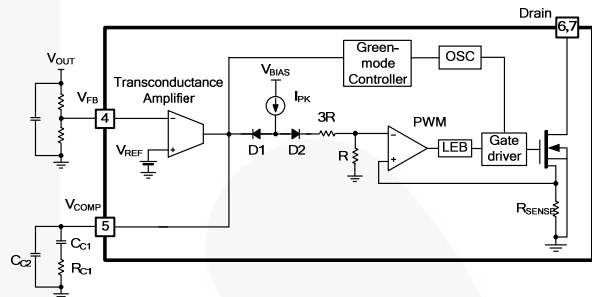 Drain
6,7
VOUT
VFB
4
Transconductance
Amplifier
VREF
VBIAS
IPK
D1
D2
3R
R
Green-
mode
Controller
OSC
PWM
LEB
Gate
driver
RSENSE
VCOMP
5
CC1
CC2
RC1